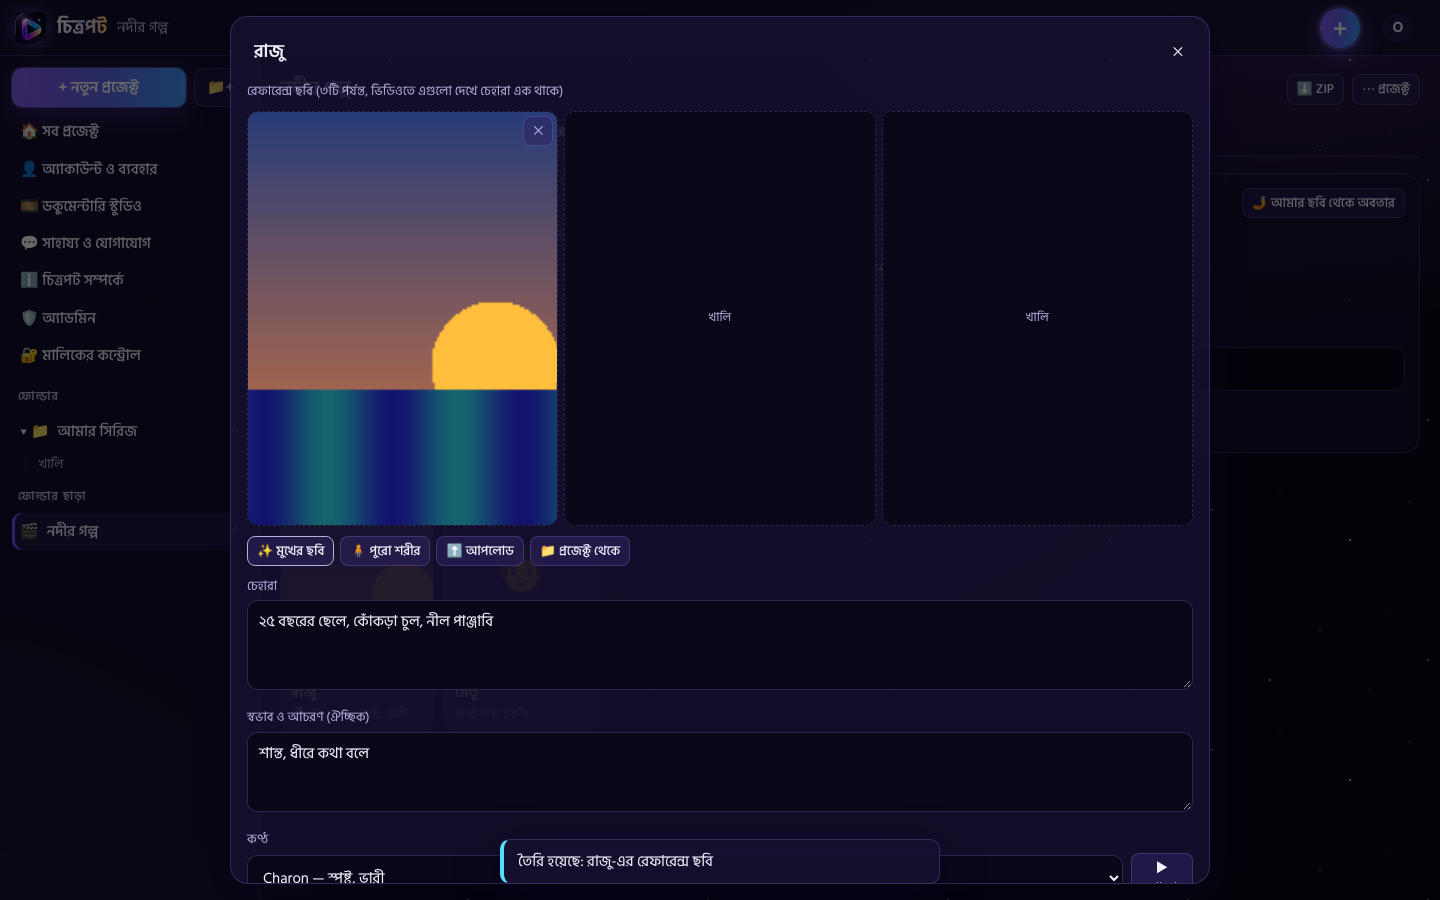 চিত্রপট নদীর গল্প
O
+ নতুন প্রজেক্ট
সব প্রজেক্ট
অ্যাকাউন্ট ও ব্যবহার
ডকুমেন্টারি স্টুডিও
সাহায্য ও যোগাযোগ
চিত্রপট সম্পর্কে
অ্যাডমিন
মালিকের কন্ট্রোল
ফোল্ডার
আমার সিরিজ
খালি
ফোল্ডার ছাড়া
নদীর গল্প
রাজু
রেফারেন্স ছবি (৩টি পর্যন্ত, ভিডিওতে এগুলো দেখে চেহারা এক থাকে)
খালি
খালি
মুখের ছবি
পুরো শরীর
আপলোড
প্রজেক্ট থেকে
চেহারা
২৫ বছরের ছেলে, কোঁকড়া চুল, নীল পাঞ্জাবি
স্বভাব ও আচরণ (ঐচ্ছিক)
শান্ত, ধীরে কথা বলে
কণ্ঠ
Charon — স্পষ্ট, ভারী
তৈরি হয়েছে: রাজু-এর রেফারেন্স ছবি
ZIP
⋯ প্রজেক্ট
আমার ছবি থেকে অবতার